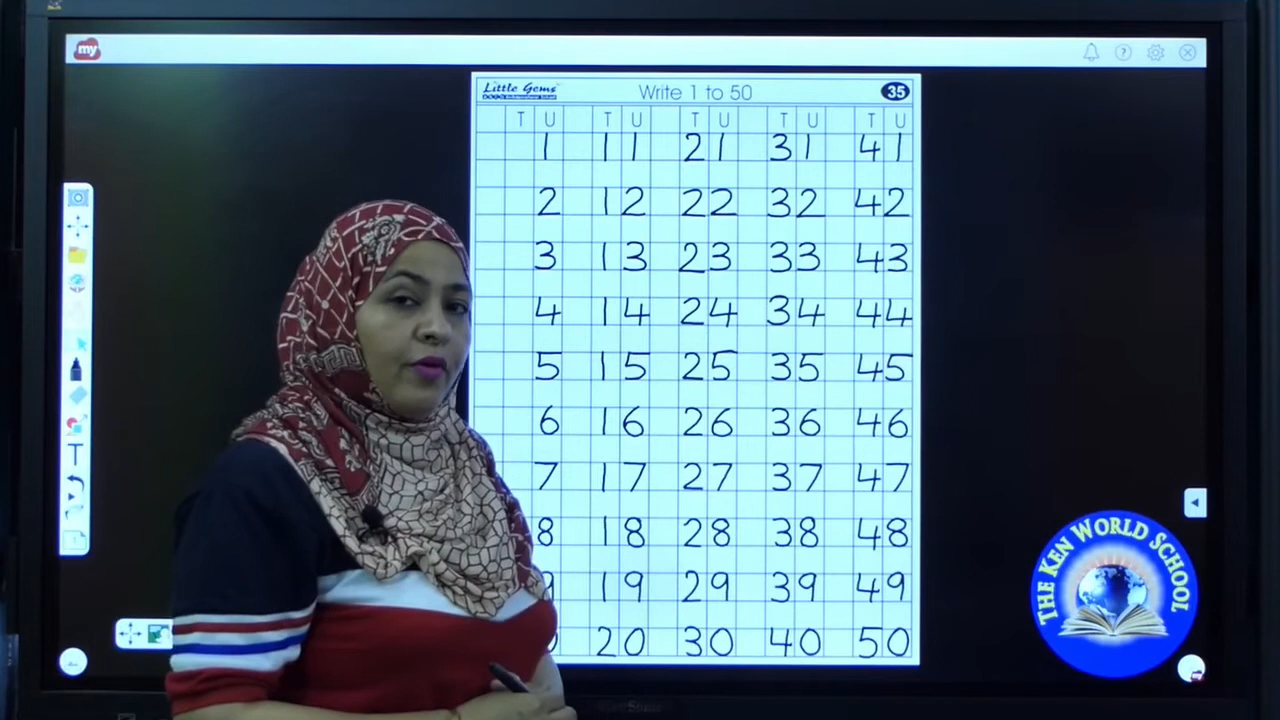 my
Little Gems
Write 1 to 50
35
T U T U T U T U T U
1 11 21 31 41
2 12 22 32 42
3 13 23 33 43
4 14 24 34 44
5 15 25 35 45
6 16 26 36 46
7 17 27 37 47
8 18 28 38 48
9 19 29 39 49
20 30 40 50
THE KEN WORLD SCHOOL